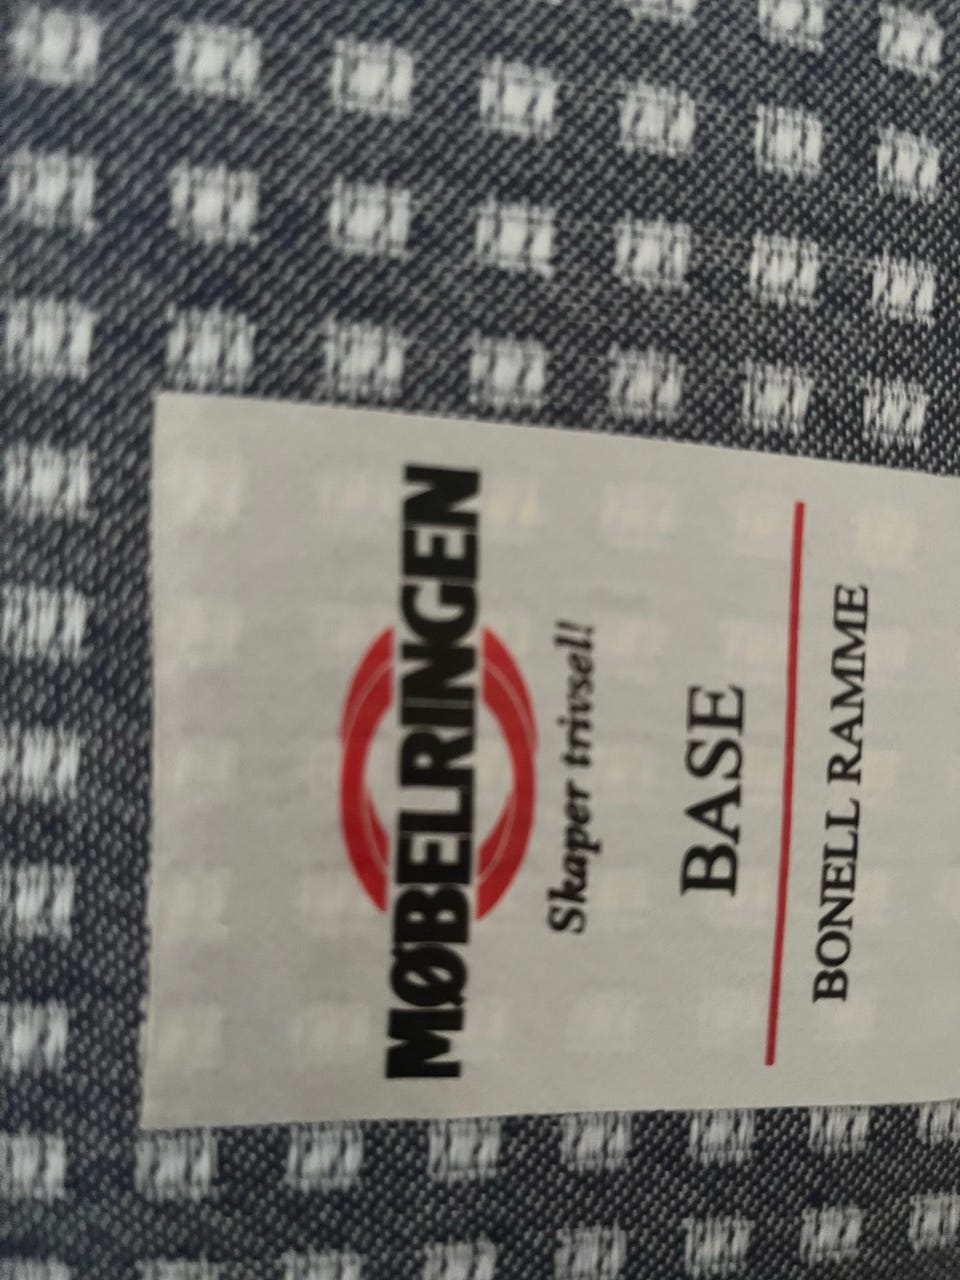 MØBELRINGEN
Skaper trivsel!
BASE
BONELL RAMME